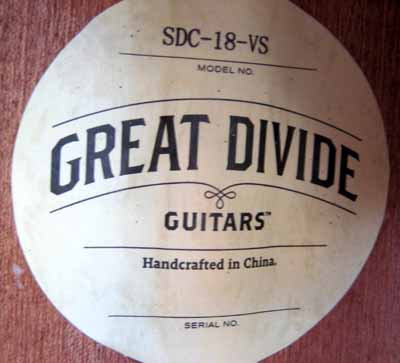 SDC-18-VS
MODEL NO.
GREAT DIVIDE
GUITARS™
Handcrafted in China.
SERIAL NO.